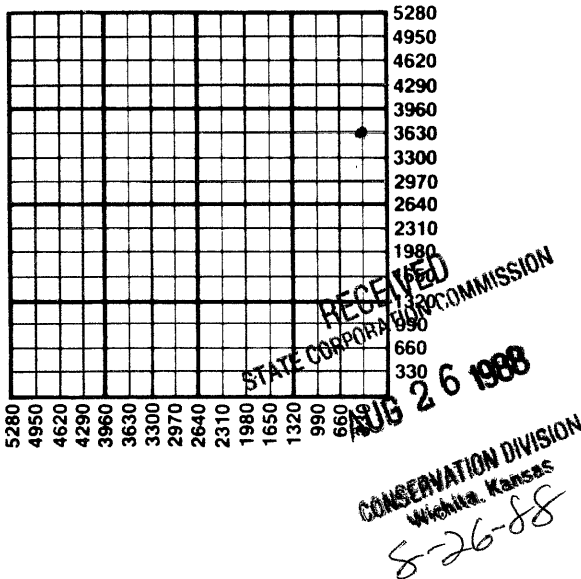 5280
4950
4620
4290
3960
3630
3300
2970
2640
2310
1980
1650
1320
990
660
330
5280 4950 4620 4290 3960 3630 3300 2970 2640 2310 1980 1650 1320 990 660
RECEIVED
STATE CORPORATION COMMISSION
AUG 26 1988
CONSERVATION DIVISION
Wichita, Kansas
8-26-88